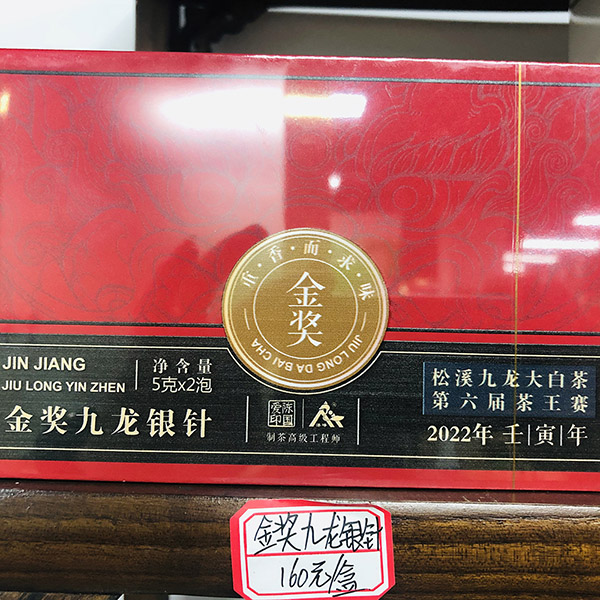 重·香·而·求·味
金奖
JIU LONG DA BAI CHA
JIN JIANG
JIU LONG YIN ZHEN
净含量
5克x2泡
金奖九龙银针
陈国爱印
制茶高级工程师
松溪九龙大白茶
第六届茶王赛
2022年 壬|寅|年
金奖九龙银针
160元/盒